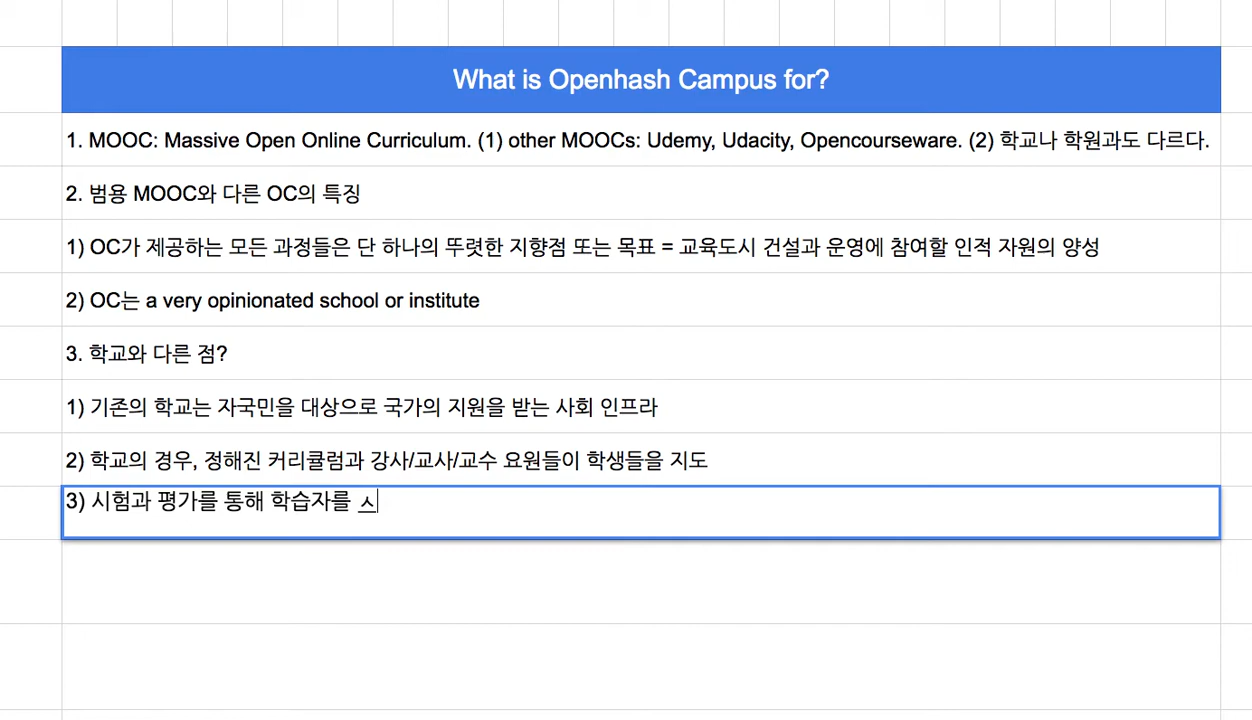 What is Openhash Campus for?
1. MOOC: Massive Open Online Curriculum. (1) other MOOCs: Udemy, Udacity, Opencourseware. (2) 학교나 학원과도 다르다.
2. 범용 MOOC와 다른 OC의 특징
1) OC가 제공하는 모든 과정들은 단 하나의 뚜렷한 지향점 또는 목표 = 교육도시 건설과 운영에 참여할 인적 자원의 양성
2) OC는 a very opinionated school or institute
3. 학교와 다른 점?
1) 기존의 학교는 자국민을 대상으로 국가의 지원을 받는 사회 인프라
2) 학교의 경우, 정해진 커리큘럼과 강사/교사/교수 요원들이 학생들을 지도
3) 시험과 평가를 통해 학습자를 ㅅ